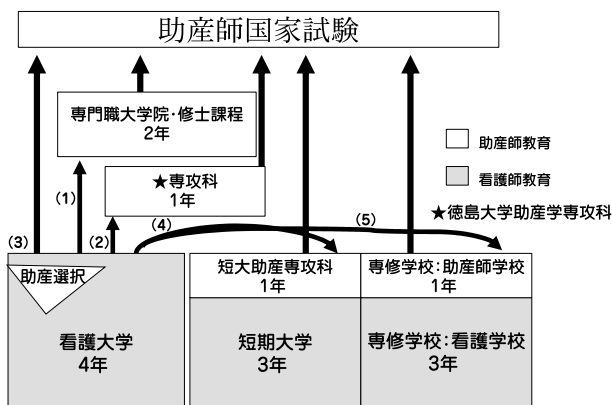 助産師国家試験
専門職大学院・修士課程
2年
助産師教育
★専攻科
1年
看護師教育
(1)
★徳島大学助産学専攻科
(3)
(2)
(4)
(5)
助産選択
短大助産専攻科
1年
専修学校：助産師学校
1年
看護大学
4年
短期大学
3年
専修学校：看護学校
3年